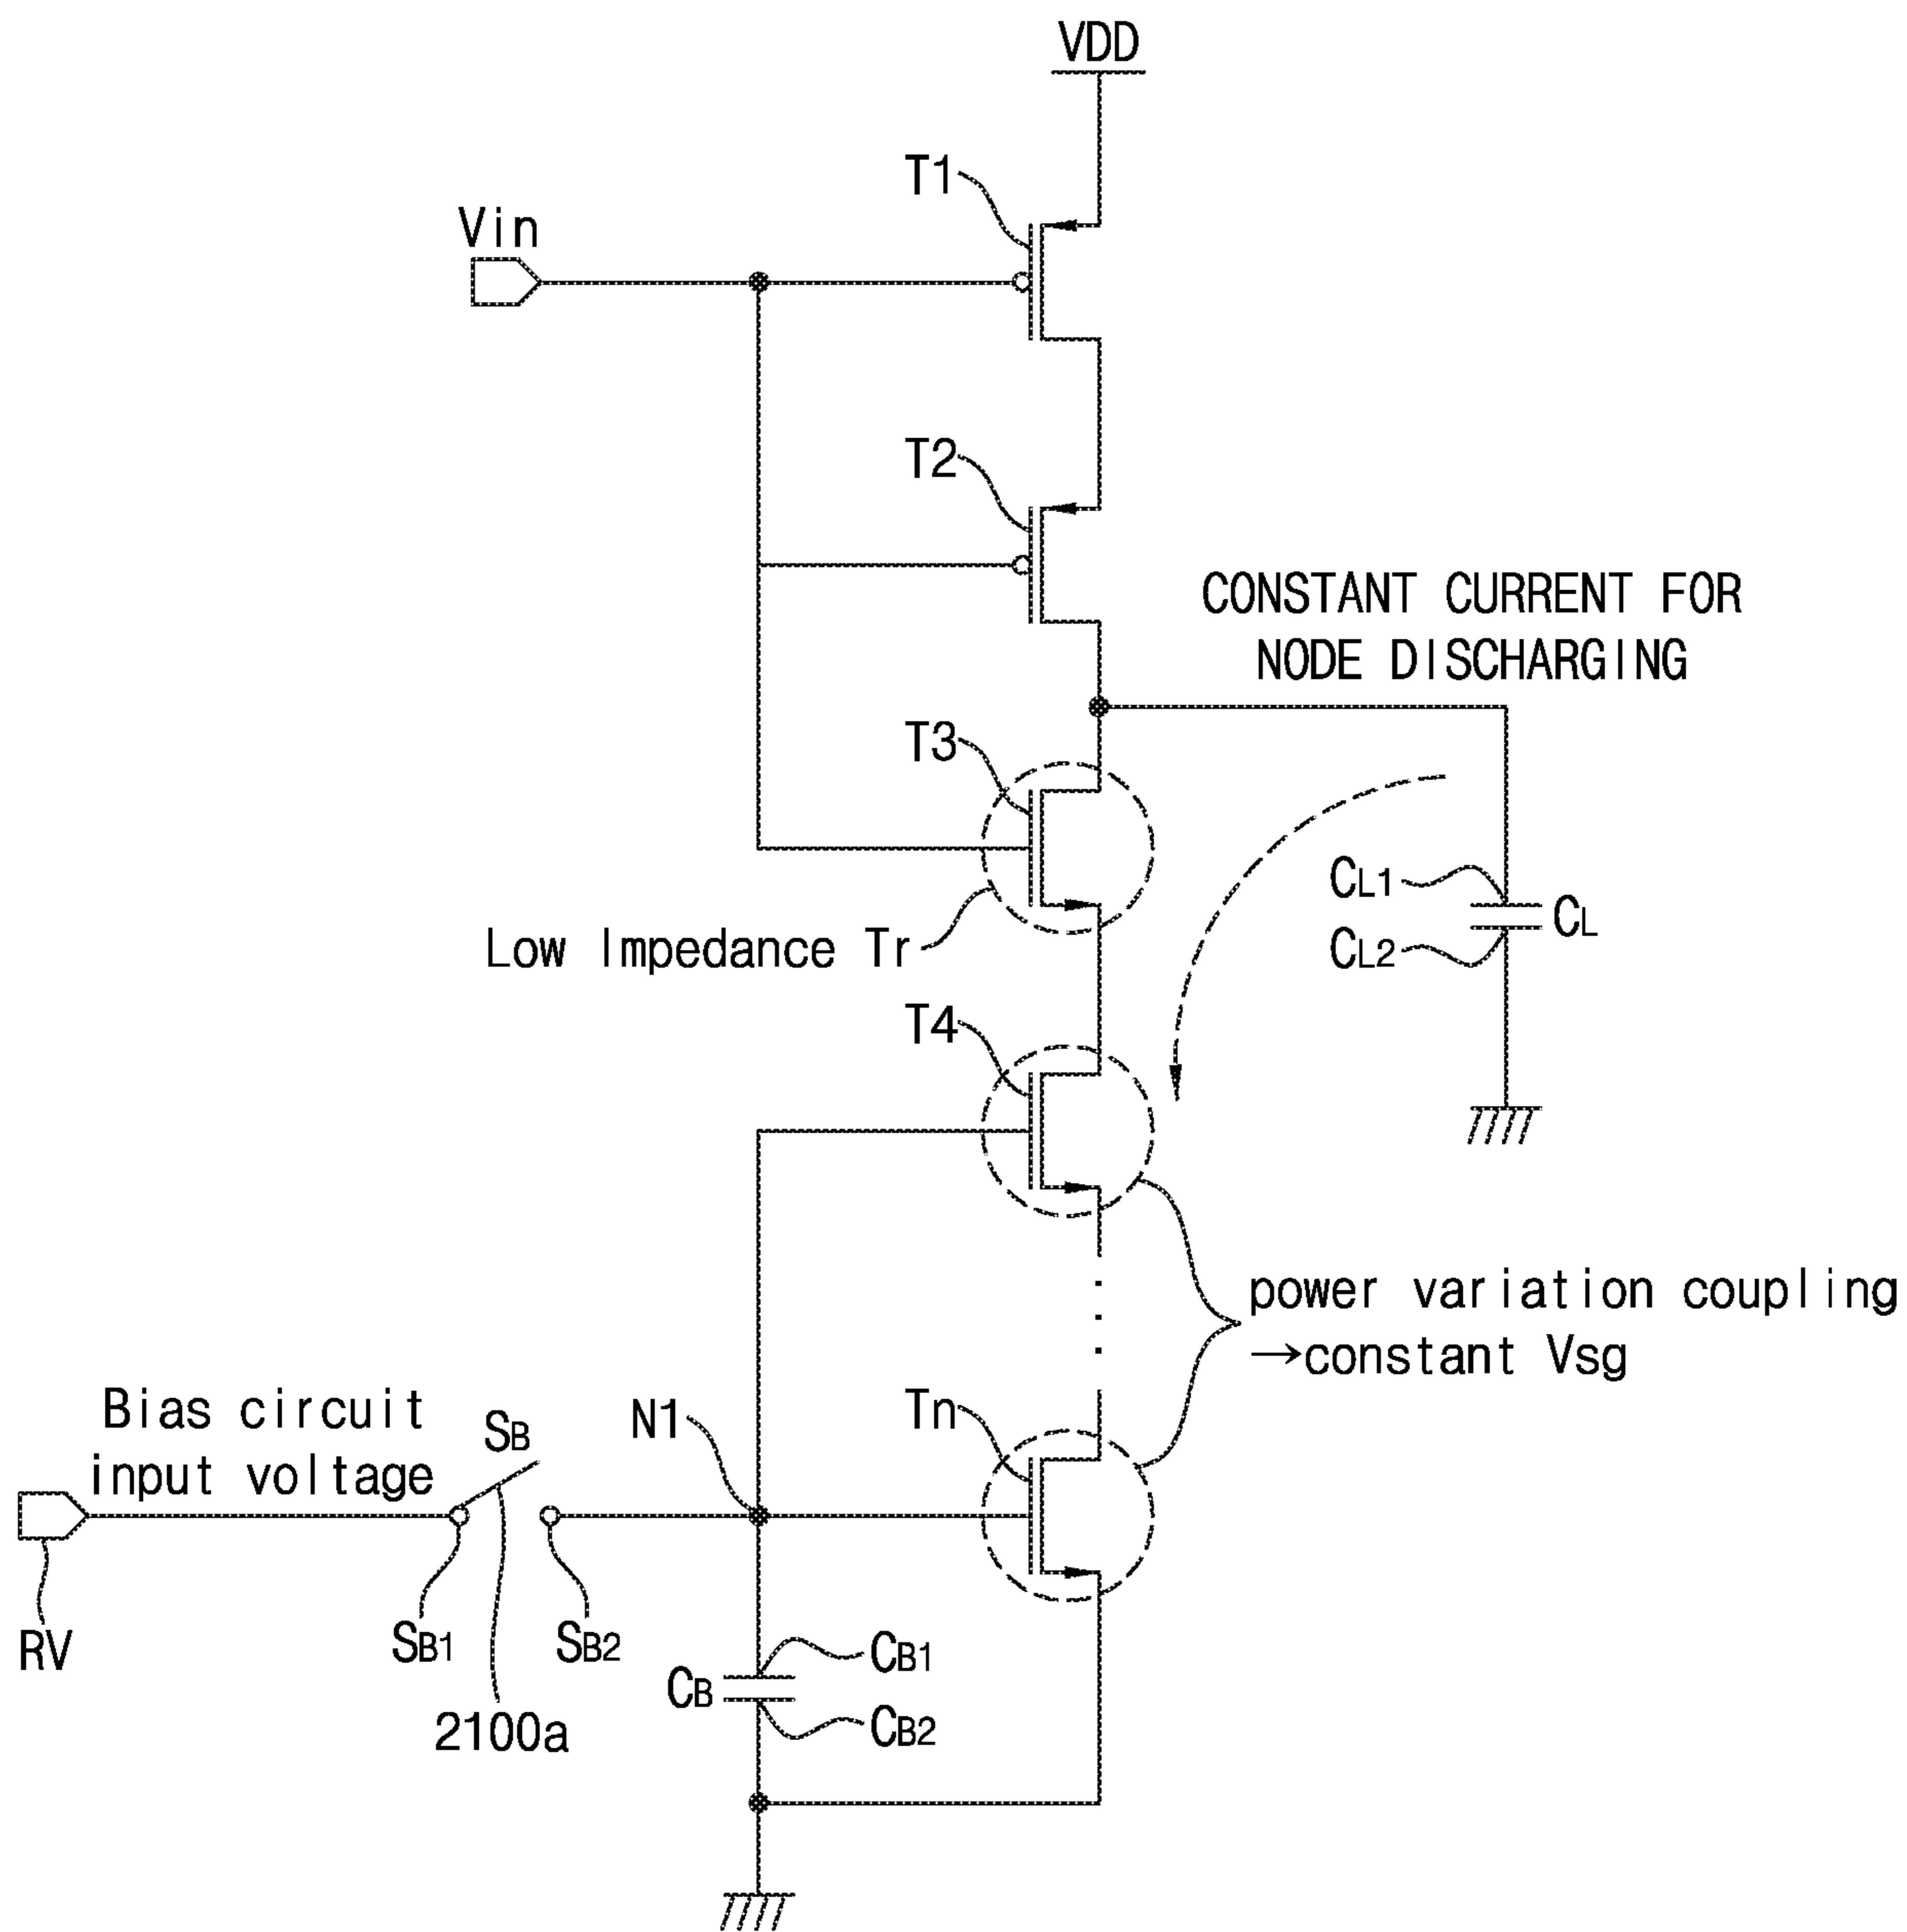 VDD
T1
Vin
T2
CONSTANT CURRENT FOR
NODE DISCHARGING
T3
CL1
CL
CL2
Low Impedance Tr
T4
power variation coupling
→constant Vsg
Bias circuit
input voltage
SB
N1
Tn
RV
SB1
SB2
2100a
CB
CB1
CB2